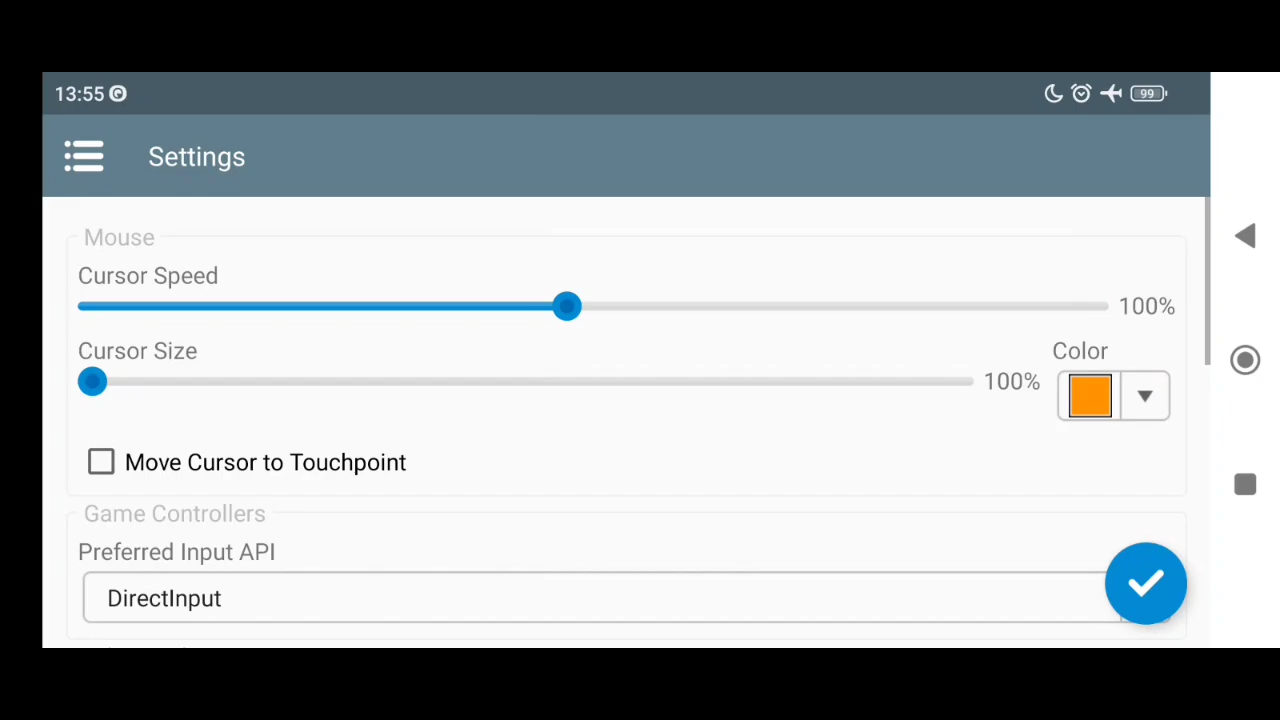 13:55
99
Settings
Mouse
Cursor Speed
100%
Cursor Size
Color
100%
Move Cursor to Touchpoint
Game Controllers
Preferred Input API
DirectInput